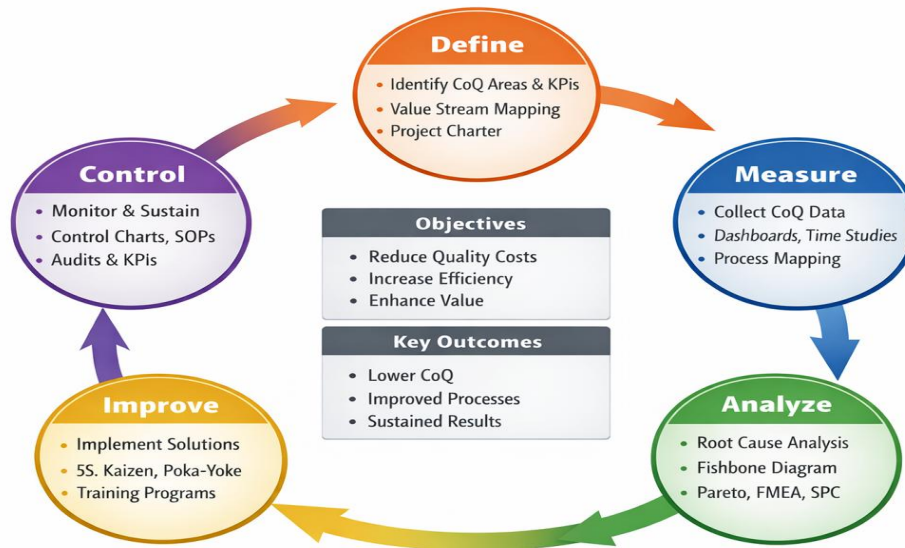 Define
• Identify CoQ Areas & KPIs
• Value Stream Mapping
• Project Charter
Measure
• Collect CoQ Data
• Dashboards, Time Studies
• Process Mapping
Analyze
• Root Cause Analysis
• Fishbone Diagram
• Pareto, FMEA, SPC
Improve
• Implement Solutions
• 5S. Kaizen, Poka-Yoke
• Training Programs
Control
• Monitor & Sustain
• Control Charts, SOPs
• Audits & KPIs
Objectives
• Reduce Quality Costs
• Increase Efficiency
• Enhance Value
Key Outcomes
• Lower CoQ
• Improved Processes
• Sustained Results